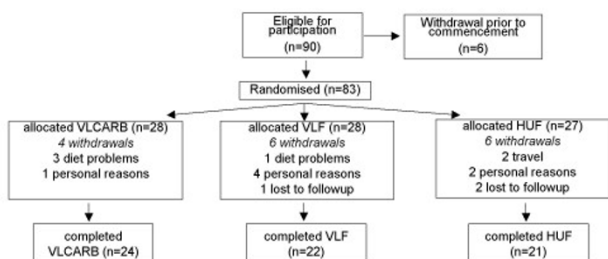 Eligible for
participation
(n=90)
Withdrawal prior to
commencement
(n=6)
Randomised (n=83)
allocated VLCARB (n=28)
4 withdrawals
3 diet problems
1 personal reasons
allocated VLF (n=28)
6 withdrawals
1 diet problems
4 personal reasons
1 lost to followup
allocated HUF (n=27)
6 withdrawals
2 travel
2 personal reasons
2 lost to followup
completed
VLCARB (n=24)
completed VLF
(n=22)
completed HUF
(n=21)